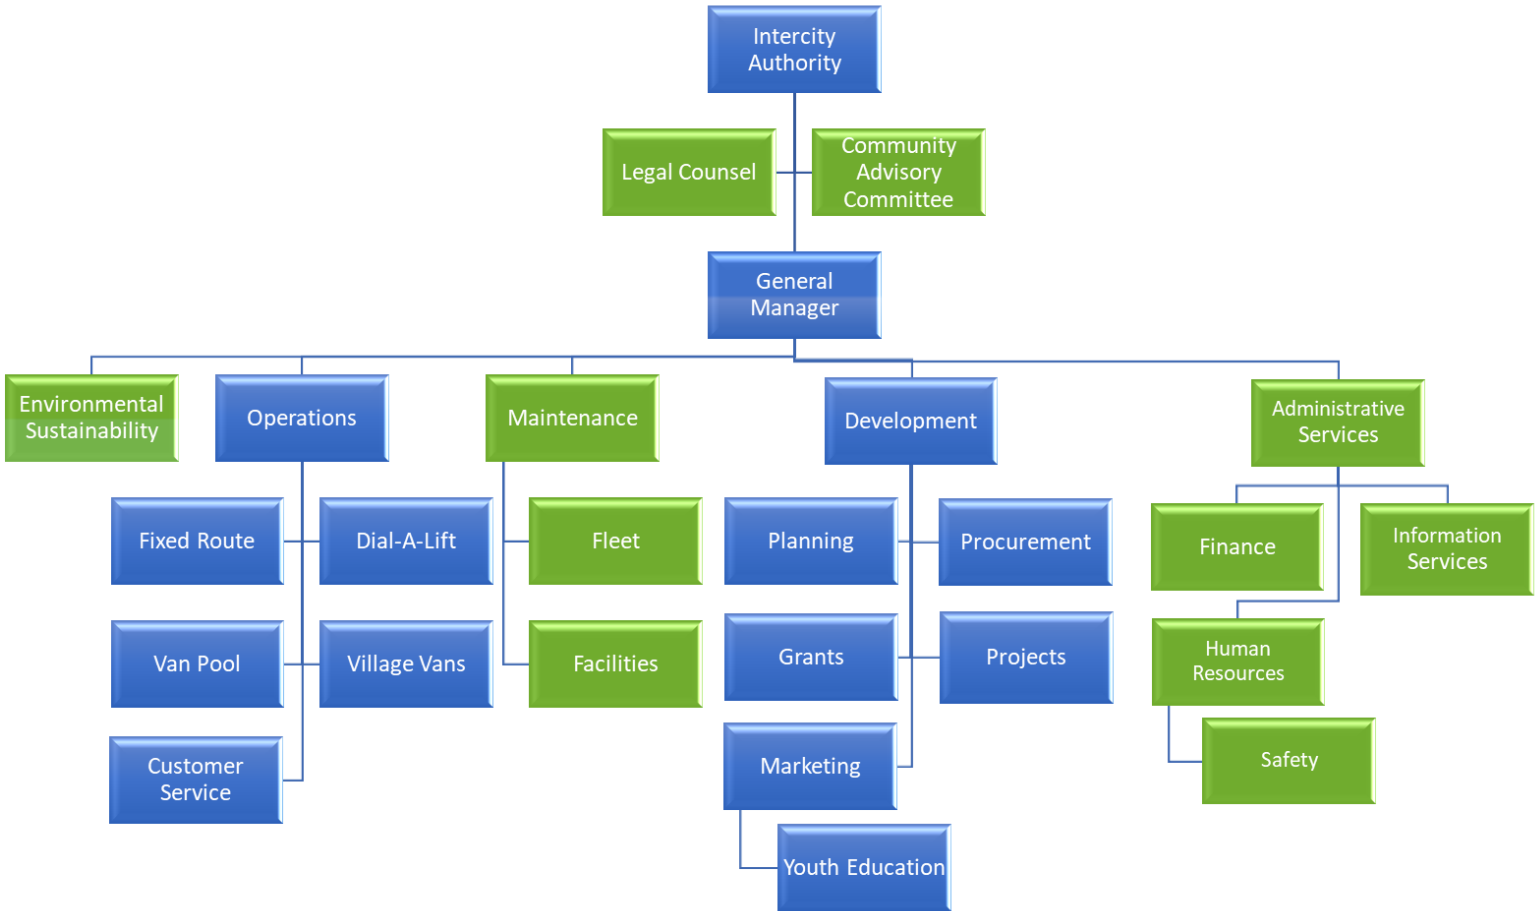 Intercity
Authority
Legal Counsel
Community
Advisory
Committee
General
Manager
Environmental
Sustainability
Operations
Maintenance
Development
Administrative
Services
Fixed Route
Dial-A-Lift
Fleet
Planning
Procurement
Finance
Information
Services
Van Pool
Village Vans
Facilities
Grants
Projects
Human
Resources
Customer
Service
Marketing
Safety
Youth Education